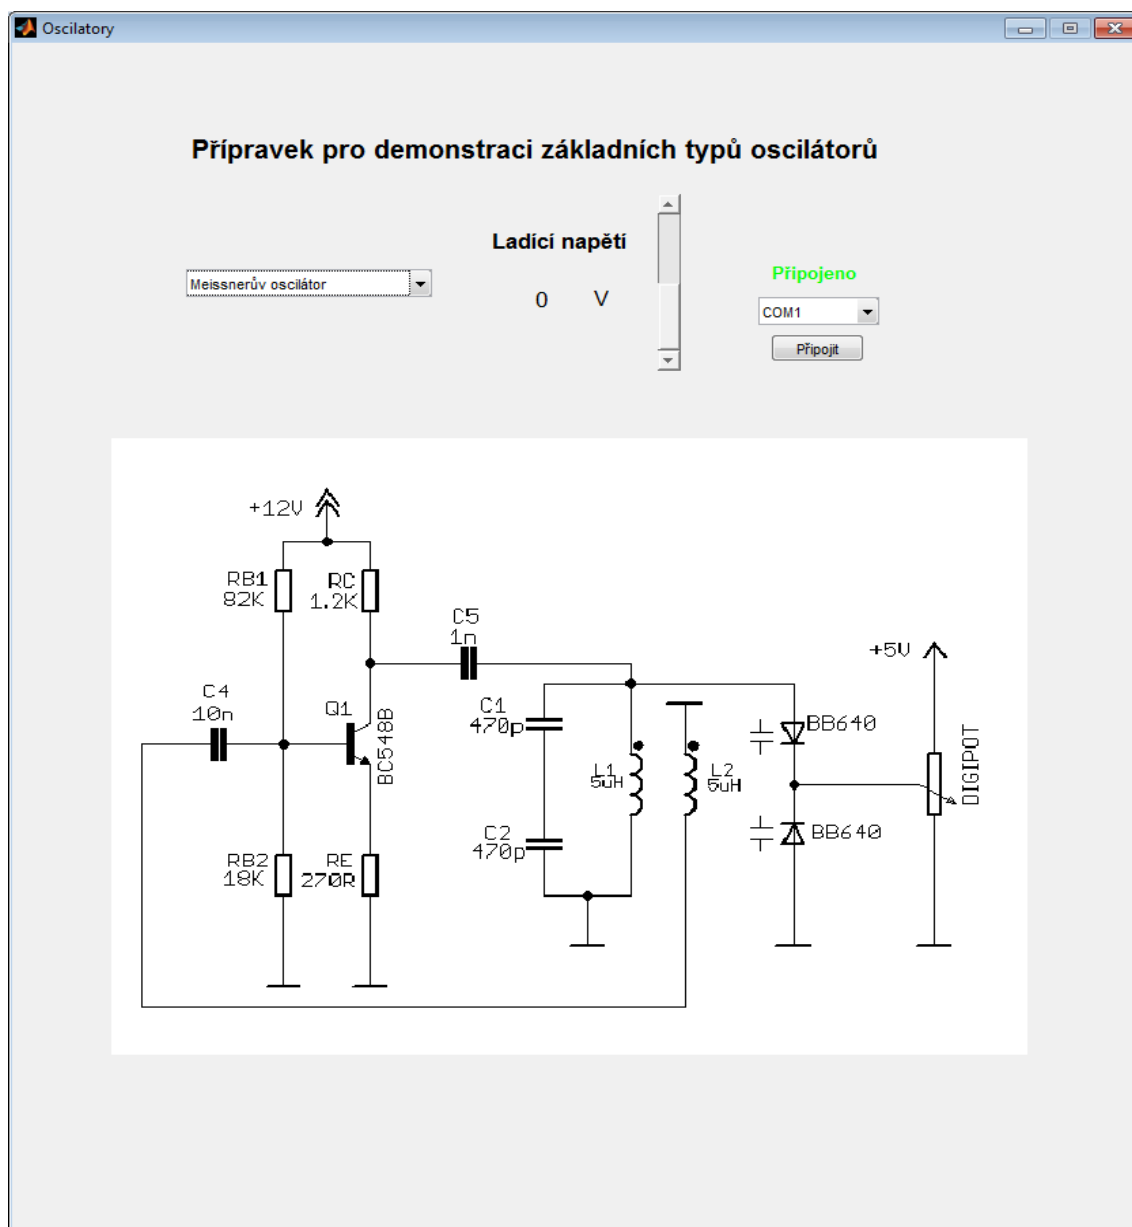 Oscilatory
Přípravek pro demonstraci základních typů oscilátorů
Ladící napětí
Meissnerův oscilátor
0 V
Připojeno
COM1
Připojit
+12V
RB1
82K
RC
1.2K
C5
1n
+5V
C4
10n
Q1
BC548B
C1
470p
L1
5uH
L2
5uH
BB640
DIGIPOT
C2
470p
BB640
RB2
18K
RE
270R